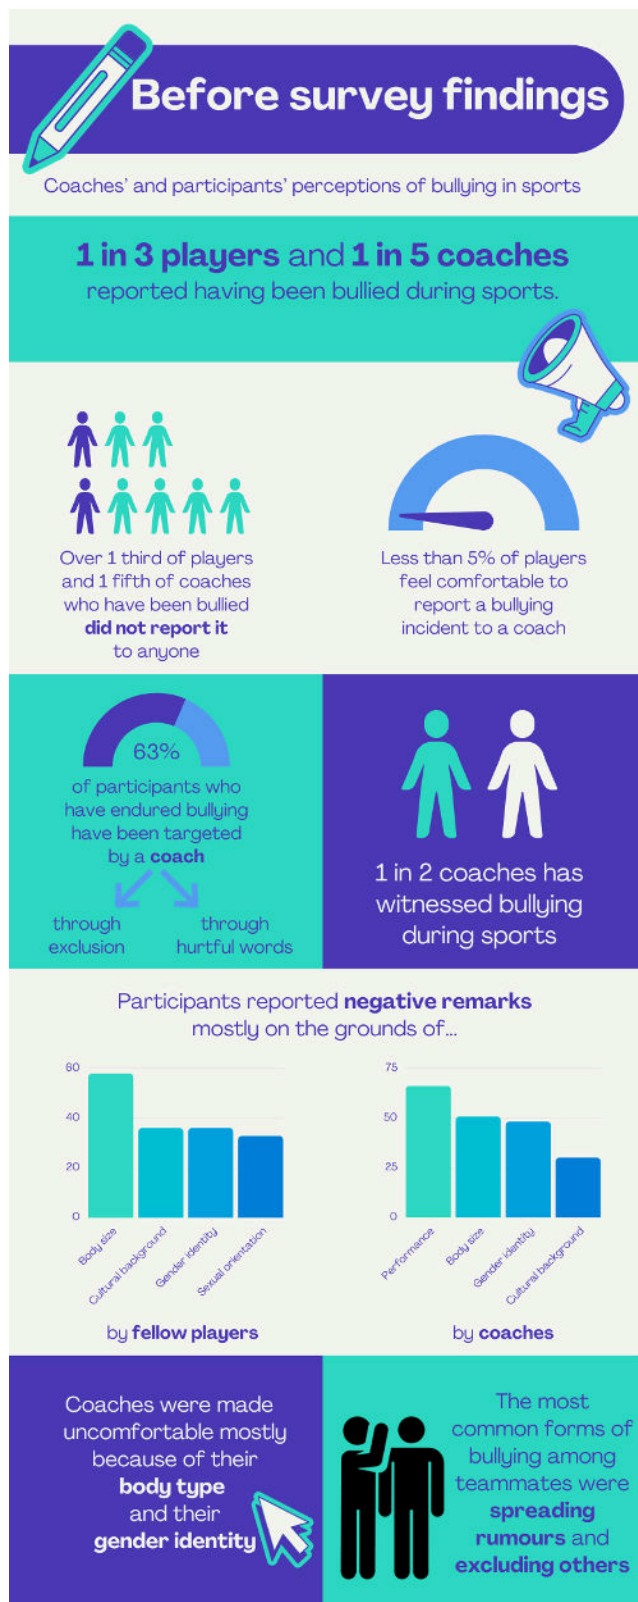 Before survey findings
Coaches' and participants' perceptions of bullying in sports
1 in 3 players and 1 in 5 coaches
reported having been bullied during sports.
Over 1 third of players
and 1 fifth of coaches
who have been bullied
did not report it
to anyone
Less than 5% of players
feel comfortable to
report a bullying
incident to a coach
63%
of participants who
have endured bullying
have been targeted
by a coach
through
exclusion
through
hurtful words
1 in 2 coaches has
witnessed bullying
during sports
Participants reported negative remarks
mostly on the grounds of...
60
40
20
0
Body size
Cultural background
Gender identity
Sexual orientation
by fellow players
75
50
25
0
Performance
Body size
Gender identity
Cultural background
by coaches
Coaches were made
uncomfortable mostly
because of their
body type
and their
gender identity
The most
common forms of
bullying among
teammates were
spreading
rumours and
excluding others